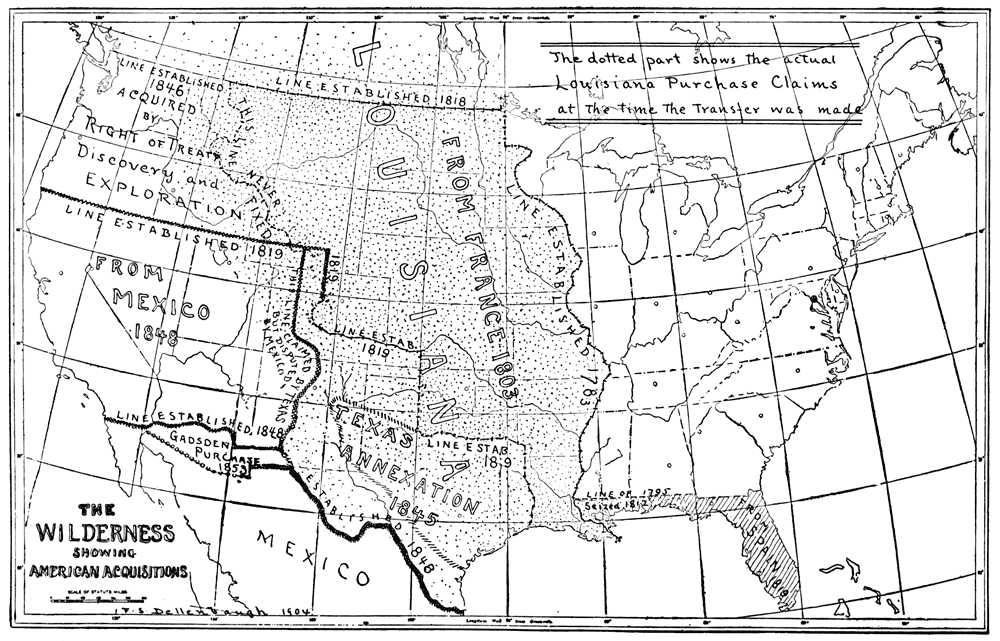 The dotted part shows the actual
Louisiana Purchase Claims
at the time the Transfer was made
LINE ESTABLISHED
1846
ACQUIRED
BY
RIGHT OF TREATY
Discovery and
EXPLORATION
THIS LINE NEVER FIXED
LINE ESTABLISHED 1818
LOUISIANA
FROM FRANCE 1803
LINE ESTABLISHED 1783
LINE ESTABLISHED 1819
1819
FROM
MEXICO
1848
THIS LINE CLAIMED BY TEXAS
BUT DISPUTED
BY MEXICO
LINE ESTAB.
1819
TEXAS
ANNEXATION
1845
LINE ESTAB.
1819
LINE ESTABLISHED 1848
GADSDEN
PURCHASE
1853
ESTABLISHED 1848
MEXICO
LINE OF 1795
Seized 1812
FROM SPAIN 1819
THE
WILDERNESS
SHOWING
AMERICAN ACQUISITIONS
SCALE OF STATUTE MILES
F.S. Dellenbaugh 1904